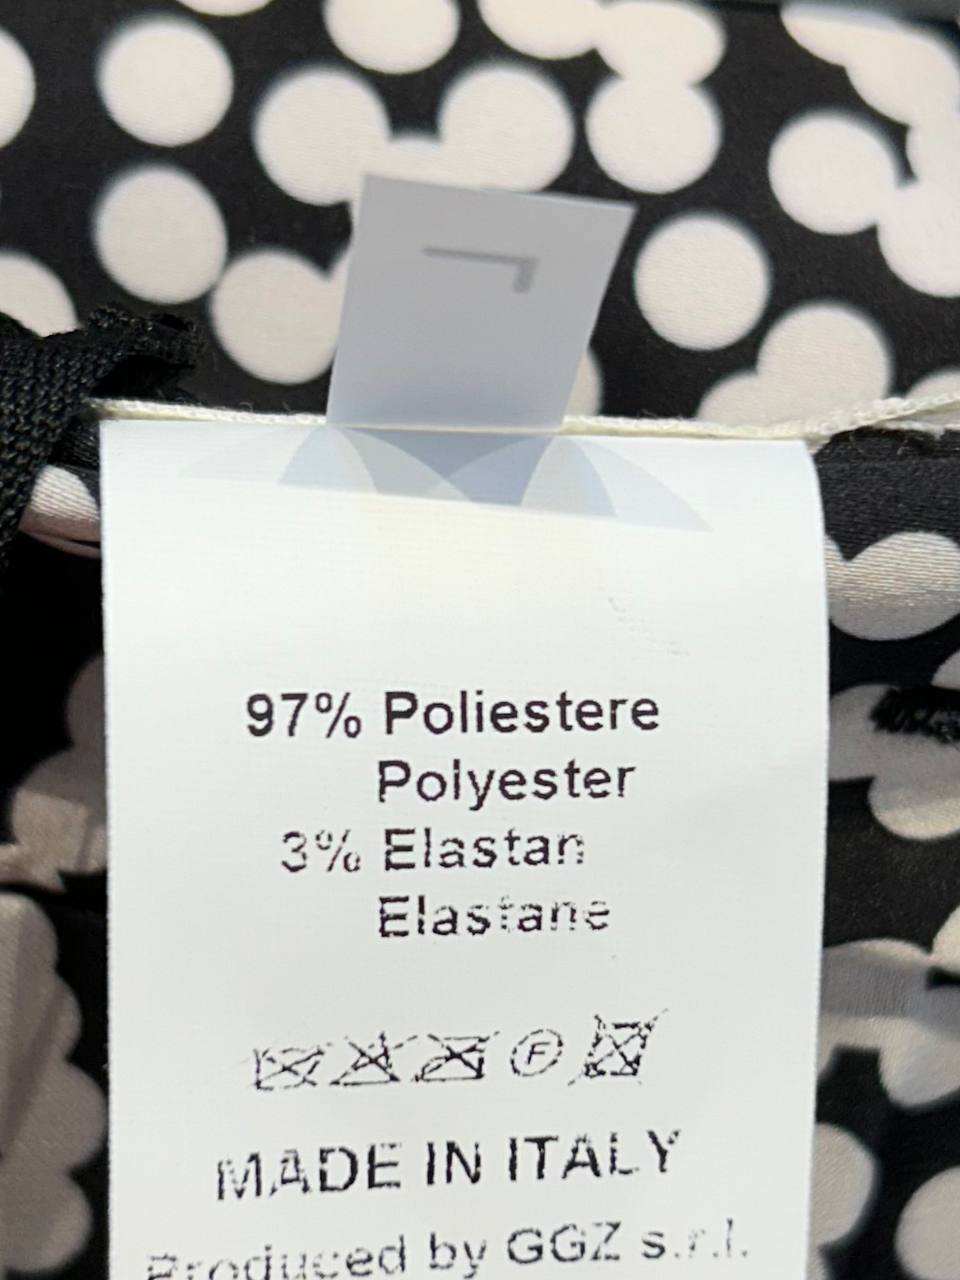 L
97% Poliestere
Polyester
3% Elastan
Elastane
F
MADE IN ITALY
Produced by GGZ s.r.l.